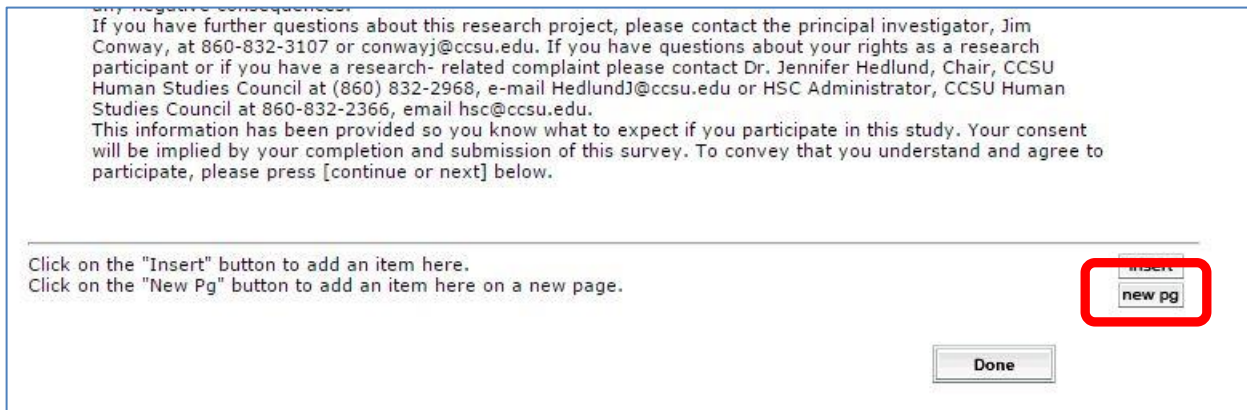 any negative consequences.
If you have further questions about this research project, please contact the principal investigator, Jim
Conway, at 860-832-3107 or conwayj@ccsu.edu. If you have questions about your rights as a research
participant or if you have a research- related complaint please contact Dr. Jennifer Hedlund, Chair, CCSU
Human Studies Council at (860) 832-2968, e-mail HedlundJ@ccsu.edu or HSC Administrator, CCSU Human
Studies Council at 860-832-2366, email hsc@ccsu.edu.
This information has been provided so you know what to expect if you participate in this study. Your consent
will be implied by your completion and submission of this survey. To convey that you understand and agree to
participate, please press [continue or next] below.
Click on the "Insert" button to add an item here.
insert
Click on the "New Pg" button to add an item here on a new page.
new pg
Done